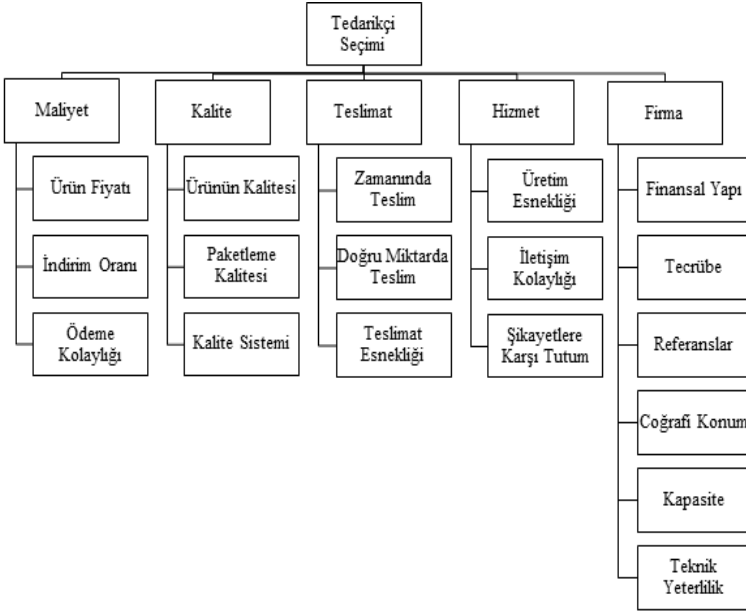 Tedarikçi
Seçimi
Maliyet
Kalite
Teslimat
Hizmet
Firma
Ürün Fiyatı
İndirim Oranı
Ödeme
Kolaylığı
Ürünün Kalitesi
Paketleme
Kalitesi
Kalite Sistemi
Zamanında
Teslim
Doğru Miktarda
Teslim
Teslimat
Esnekliği
Üretim
Esnekliği
İletişim
Kolaylığı
Şikayetlere
Karşı Tutum
Finansal Yapı
Tecrübe
Referanslar
Coğrafi Konum
Kapasite
Teknik
Yeterlilik